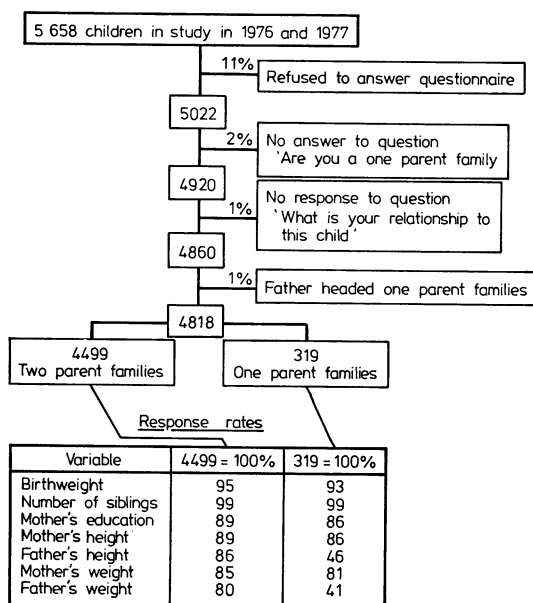 5 658 children in study in 1976 and 1977
11%
Refused to answer questionnaire
5022
2%
No answer to question
'Are you a one parent family
4920
1%
No response to question
'What is your relationship to
this child'
4860
1%
Father headed one parent families
4818
4499
Two parent families
319
One parent families
Response rates
Variable 4499 = 100% 319 = 100%
Birthweight 95 93
Number of siblings 99 99
Mother's education 89 86
Mother's height 89 86
Father's height 86 46
Mother's weight 85 81
Father's weight 80 41